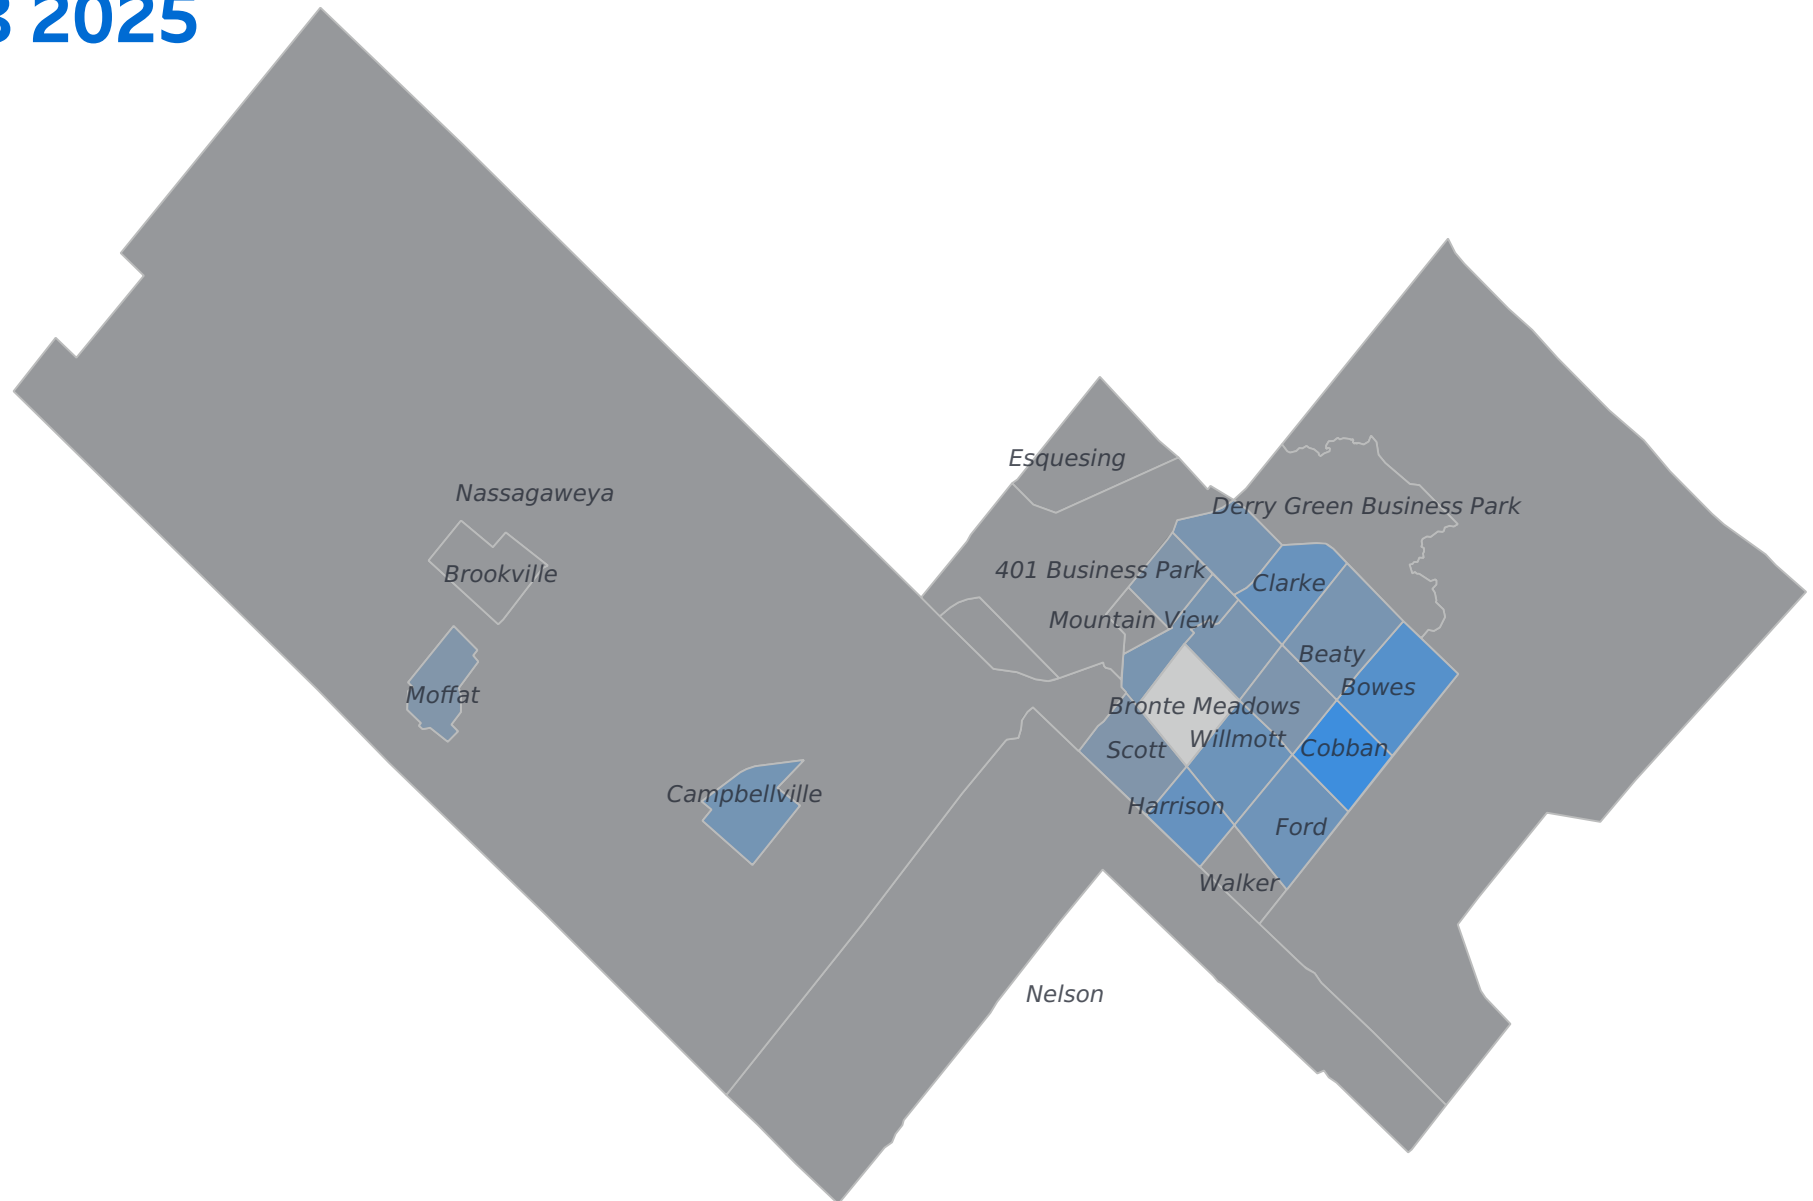 2025
Esquesing
Nassagaweya
Derry Green Business Park
401 Business Park
Brookville
Clarke
Mountain View
Beaty
Bowes
Moffat
Bronte Meadows
Willmott
Cobban
Scott
Campbellville
Harrison
Ford
Walker
Nelson